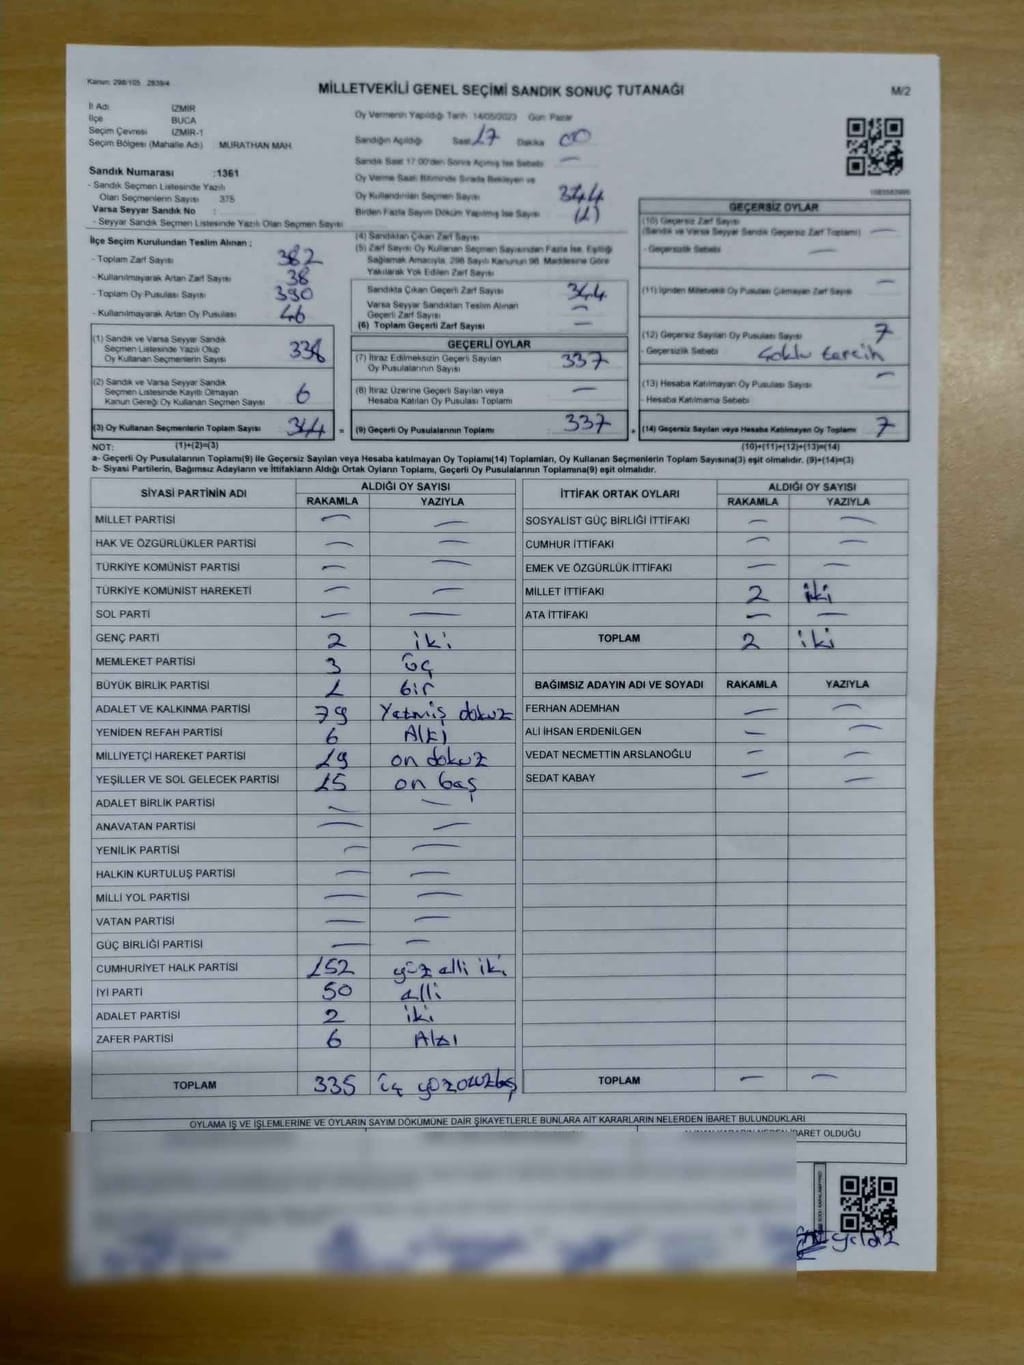 Kanun: 298/105 2839/4
MİLLETVEKİLİ GENEL SEÇİMİ SANDIK SONUÇ TUTANAĞI
M/2
İl Adı İZMİR
İlçe BUCA
Seçim Çevresi İZMİR-1
Seçim Bölgesi (Mahalle Adı) MURATHAN MAH.
Sandık Numarası :1361
- Sandık Seçmen Listesinde Yazılı
Olan Seçmenlerin Sayısı 375
Varsa Seyyar Sandık No :
- Seyyar Sandık Seçmen Listesinde Yazılı Olan Seçmen Sayısı
Oy Vermenin Yapıldığı Tarih 14/05/2023 Gün: Pazar
Sandığın Açıldığı Saat 17 Dakika 00
Sandık Saat 17:00'den Sonra Açılmış İse Sebebi —
Oy Verme Saati Bitiminde Sırada Bekleyen ve
Oy Kullandırılan Seçmen Sayısı 344
Birden Fazla Sayım Döküm Yapılmış İse Sayısı (1)
İlçe Seçim Kurulundan Teslim Alınan ;
- Toplam Zarf Sayısı 382
- Kullanılmayarak Artan Zarf Sayısı 38
- Toplam Oy Pusulası Sayısı 390
- Kullanılmayarak Artan Oy Pusulası 46
(1) Sandık ve Varsa Seyyar Sandık
Seçmen Listesinde Yazılı Olup
Oy Kullanan Seçmenlerin Sayısı 338
(2) Sandık ve Varsa Seyyar Sandık
Seçmen Listesinde Kayıtlı Olmayan
Kanun Gereği Oy Kullanan Seçmen Sayısı 6
(3) Oy Kullanan Seçmenlerin Toplam Sayısı 344 =
(4) Sandıktan Çıkan Zarf Sayısı
(5) Zarf Sayısı Oy Kullanan Seçmen Sayısından Fazla İse, Eşitliği
Sağlamak Amacıyla, 298 Sayılı Kanunun 98. Maddesine Göre
Yakılarak Yok Edilen Zarf Sayısı
Sandıkta Çıkan Geçerli Zarf Sayısı 344
Varsa Seyyar Sandıktan Teslim Alınan
Geçerli Zarf Sayısı —
(6) Toplam Geçerli Zarf Sayısı —
GEÇERLİ OYLAR
(7) İtiraz Edilmeksizin Geçerli Sayılan
Oy Pusulalarının Sayısı 337
(8) İtiraz Üzerine Geçerli Sayılan veya
Hesaba Katılan Oy Pusulası Toplamı —
(9) Geçerli Oy Pusulalarının Toplamı 337 +
GEÇERSİZ OYLAR
(10) Geçersiz Zarf Sayısı
(Sandık ve Varsa Seyyar Sandık Geçersiz Zarf Toplamı) —
- Geçersizlik Sebebi —
(11) İçinden Milletvekili Oy Pusulası Çıkmayan Zarf Sayısı —
(12) Geçersiz Sayılan Oy Pusulası Sayısı 7
- Geçersizlik Sebebi Çoklu tercih
(13) Hesaba Katılmayan Oy Pusulası Sayısı —
- Hesaba Katılmama Sebebi
(14) Geçersiz Sayılan veya Hesaba Katılmayan Oy Toplamı 7
NOT: (1)+(2)=(3) (10)+(11)+(12)+(13)=(14)
a- Geçerli Oy Pusulalarının Toplamı(9) ile Geçersiz Sayılan veya Hesaba katılmayan Oy Toplamı(14) Toplamları, Oy Kullanan Seçmenlerin Toplam Sayısına(3) eşit olmalıdır. (9)+(14)=(3)
b- Siyasi Partilerin, Bağımsız Adayların ve İttifakların Aldığı Ortak Oyların Toplamı, Geçerli Oy Pusulalarının Toplamına(9) eşit olmalıdır.
SİYASİ PARTİNİN ADI ALDIĞI OY SAYISI
RAKAMLA YAZIYLA
MİLLET PARTİSİ — —
HAK VE ÖZGÜRLÜKLER PARTİSİ — —
TÜRKİYE KOMÜNİST PARTİSİ — —
TÜRKİYE KOMÜNİST HAREKETİ — —
SOL PARTİ — —
GENÇ PARTİ 2 iki
MEMLEKET PARTİSİ 3 üç
BÜYÜK BİRLİK PARTİSİ 1 bir
ADALET VE KALKINMA PARTİSİ 79 Yetmiş dokuz
YENİDEN REFAH PARTİSİ 6 Altı
MİLLİYETÇİ HAREKET PARTİSİ 19 on dokuz
YEŞİLLER VE SOL GELECEK PARTİSİ 15 on beş
ADALET BİRLİK PARTİSİ — —
ANAVATAN PARTİSİ — —
YENİLİK PARTİSİ — —
HALKIN KURTULUŞ PARTİSİ — —
MİLLİ YOL PARTİSİ — —
VATAN PARTİSİ — —
GÜÇ BİRLİĞİ PARTİSİ — —
CUMHURİYET HALK PARTİSİ 152 yüz elli iki
İYİ PARTİ 50 elli
ADALET PARTİSİ 2 iki
ZAFER PARTİSİ 6 Altı
TOPLAM 335 üç yüz otuz beş
İTTİFAK ORTAK OYLARI ALDIĞI OY SAYISI
RAKAMLA YAZIYLA
SOSYALİST GÜÇ BİRLİĞİ İTTİFAKI — —
CUMHUR İTTİFAKI — —
EMEK VE ÖZGÜRLÜK İTTİFAKI — —
MİLLET İTTİFAKI 2 iki
ATA İTTİFAKI — —
TOPLAM 2 iki
BAĞIMSIZ ADAYIN ADI VE SOYADI RAKAMLA YAZIYLA
FERHAN ADEMHAN — —
ALİ İHSAN ERDENİLGEN — —
VEDAT NECMETTİN ARSLANOĞLU — —
SEDAT KABAY — —
TOPLAM — —
OYLAMA İŞ VE İŞLEMLERİNE VE OYLARIN SAYIM DÖKÜMÜNE DAİR ŞİKAYETLERLE BUNLARA AİT KARARLARIN NELERDEN İBARET BULUNDUKLARI
İBARET OLDUĞU